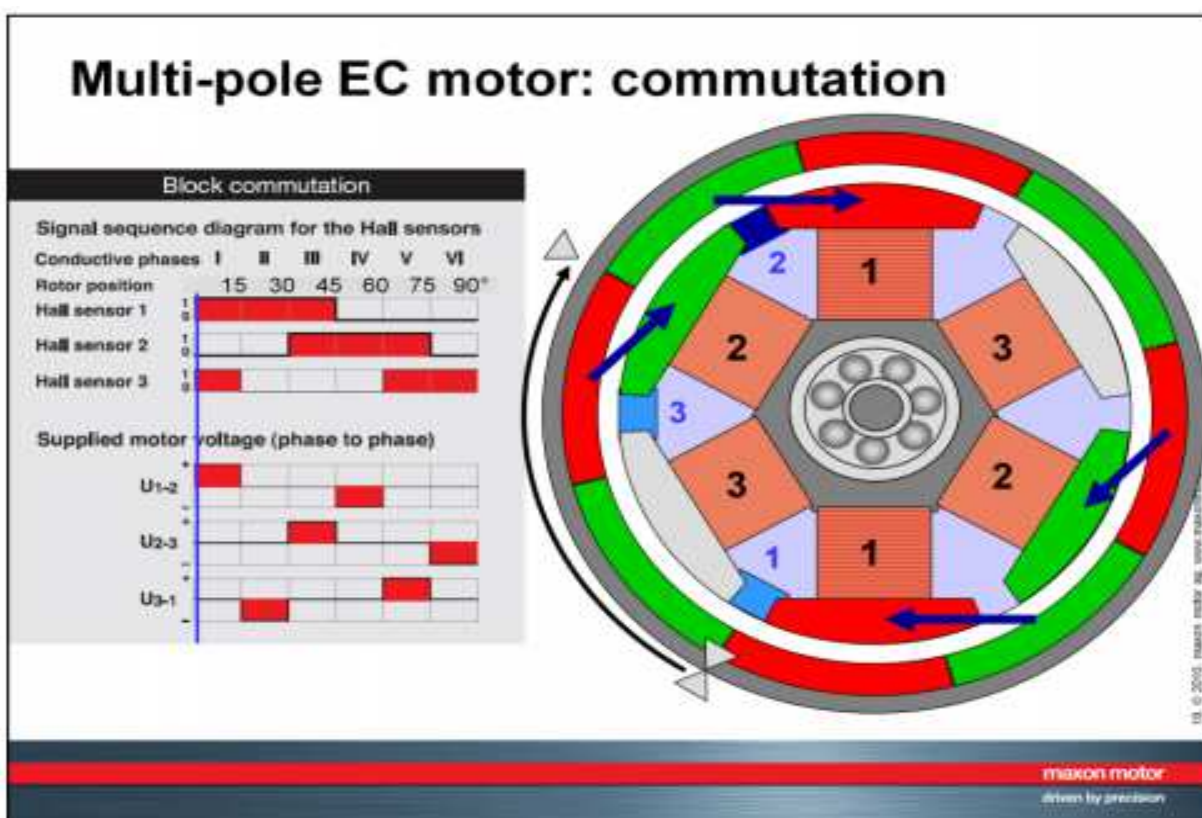 Multi-pole EC motor: commutation
Block commutation
Signal sequence diagram for the Hall sensors
Conductive phases I II III IV V VI
Rotor position 15 30 45 60 75 90°
Hall sensor 1 1 0
Hall sensor 2 1 0
Hall sensor 3 1 0
Supplied motor voltage (phase to phase)
U1-2 + -
U2-3 + -
U3-1 + -
1
2
2
3
3
3
2
1
1
maxon motor
driven by precision